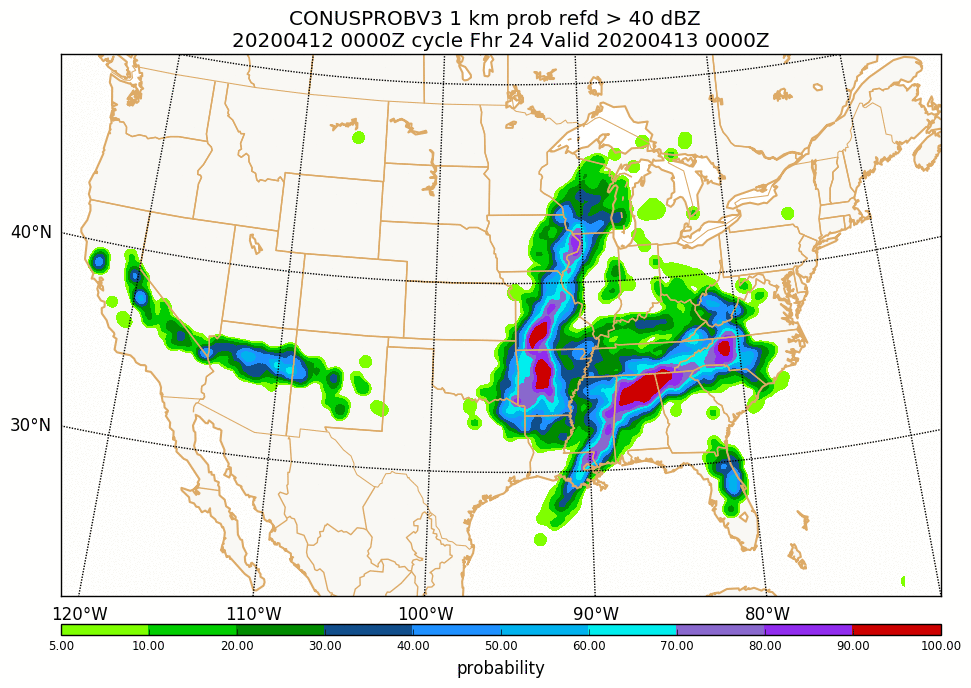 CONUSPROBV3 1 km prob refd > 40 dBZ
20200412 0000Z cycle Fhr 24 Valid 20200413 0000Z
40°N
30°N
120°W 110°W 100°W 90°W 80°W
5.00 10.00 20.00 30.00 40.00 50.00 60.00 70.00 80.00 90.00 100.00
probability